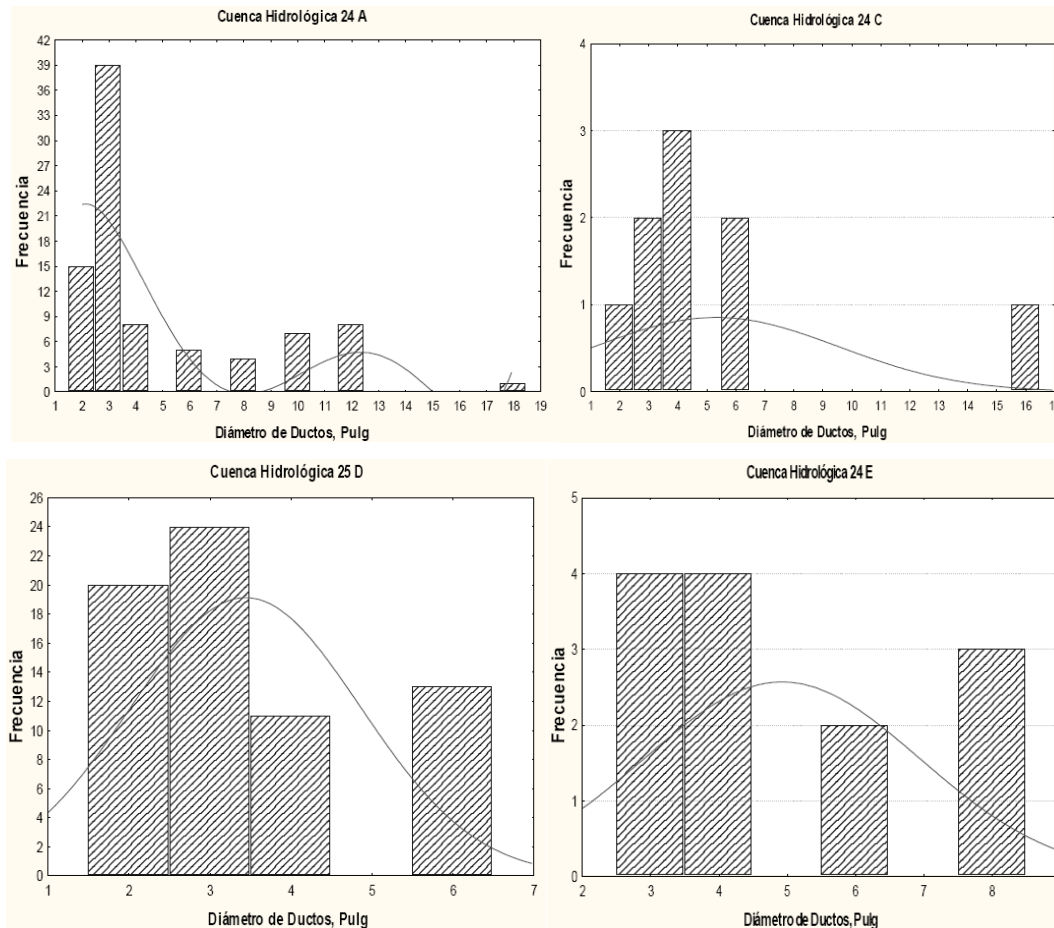 Cuenca Hidrológica 24 A
42
39
36
33
30
27
24
21
18
15
12
9
6
3
0
Frecuencia
1 2 3 4 5 6 7 8 9 10 11 12 13 14 15 16 17 18 19
Diámetro de Ductos, Pulg
Cuenca Hidrológica 24 C
4
3
2
1
0
Frecuencia
1 2 3 4 5 6 7 8 9 10 11 12 13 14 15 16 17
Diámetro de Ductos, Pulg
Cuenca Hidrológica 25 D
26
24
22
20
18
16
14
12
10
8
6
4
2
0
Frecuencia
1 2 3 4 5 6 7
Diámetro de Ductos, Pulg
Cuenca Hidrológica 24 E
5
4
3
2
1
0
Frecuencia
2 3 4 5 6 7 8
Diámetro de Ductos, Pulg